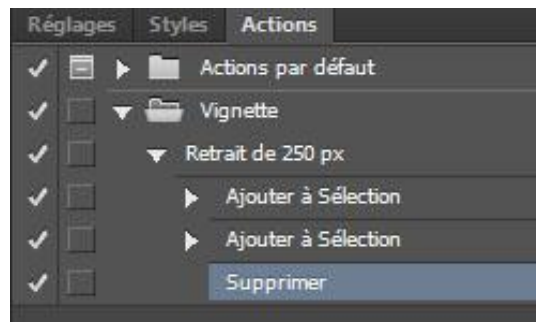 Réglages Styles Actions
Actions par défaut
Vignette
Retrait de 250 px
Ajouter à Sélection
Ajouter à Sélection
Supprimer